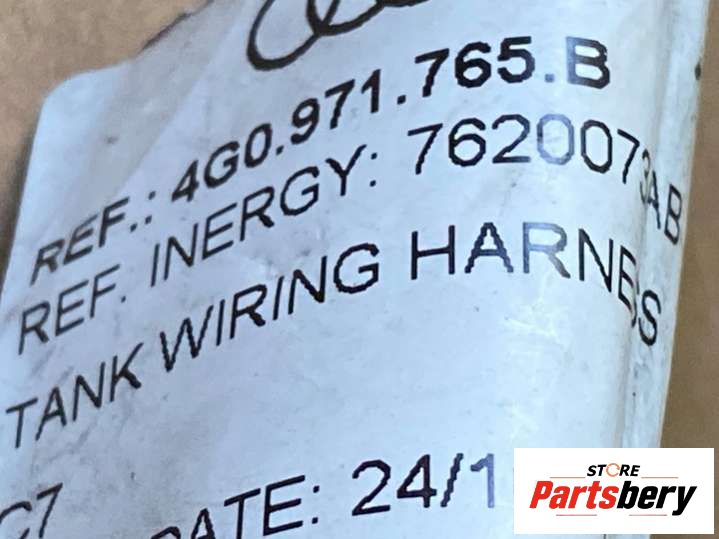 REF.: 4G0.971.765.B
REF. INERGY: 7620073AB
TANK WIRING HARNESS
C7
DATE: 24/1
STORE
Partsbery